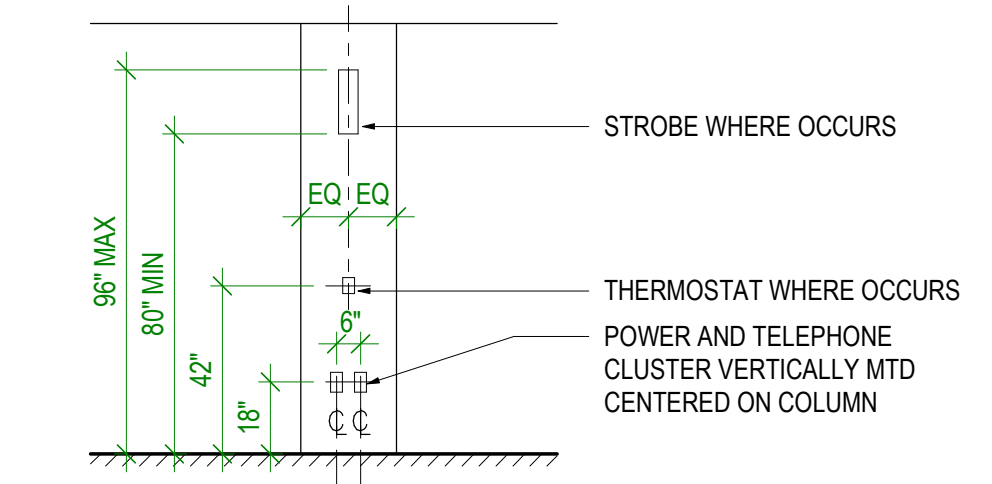 STROBE WHERE OCCURS
EQ EQ
96" MAX
80" MIN
THERMOSTAT WHERE OCCURS
6"
POWER AND TELEPHONE
CLUSTER VERTICALLY MTD
CENTERED ON COLUMN
42"
18"
℄ ℄